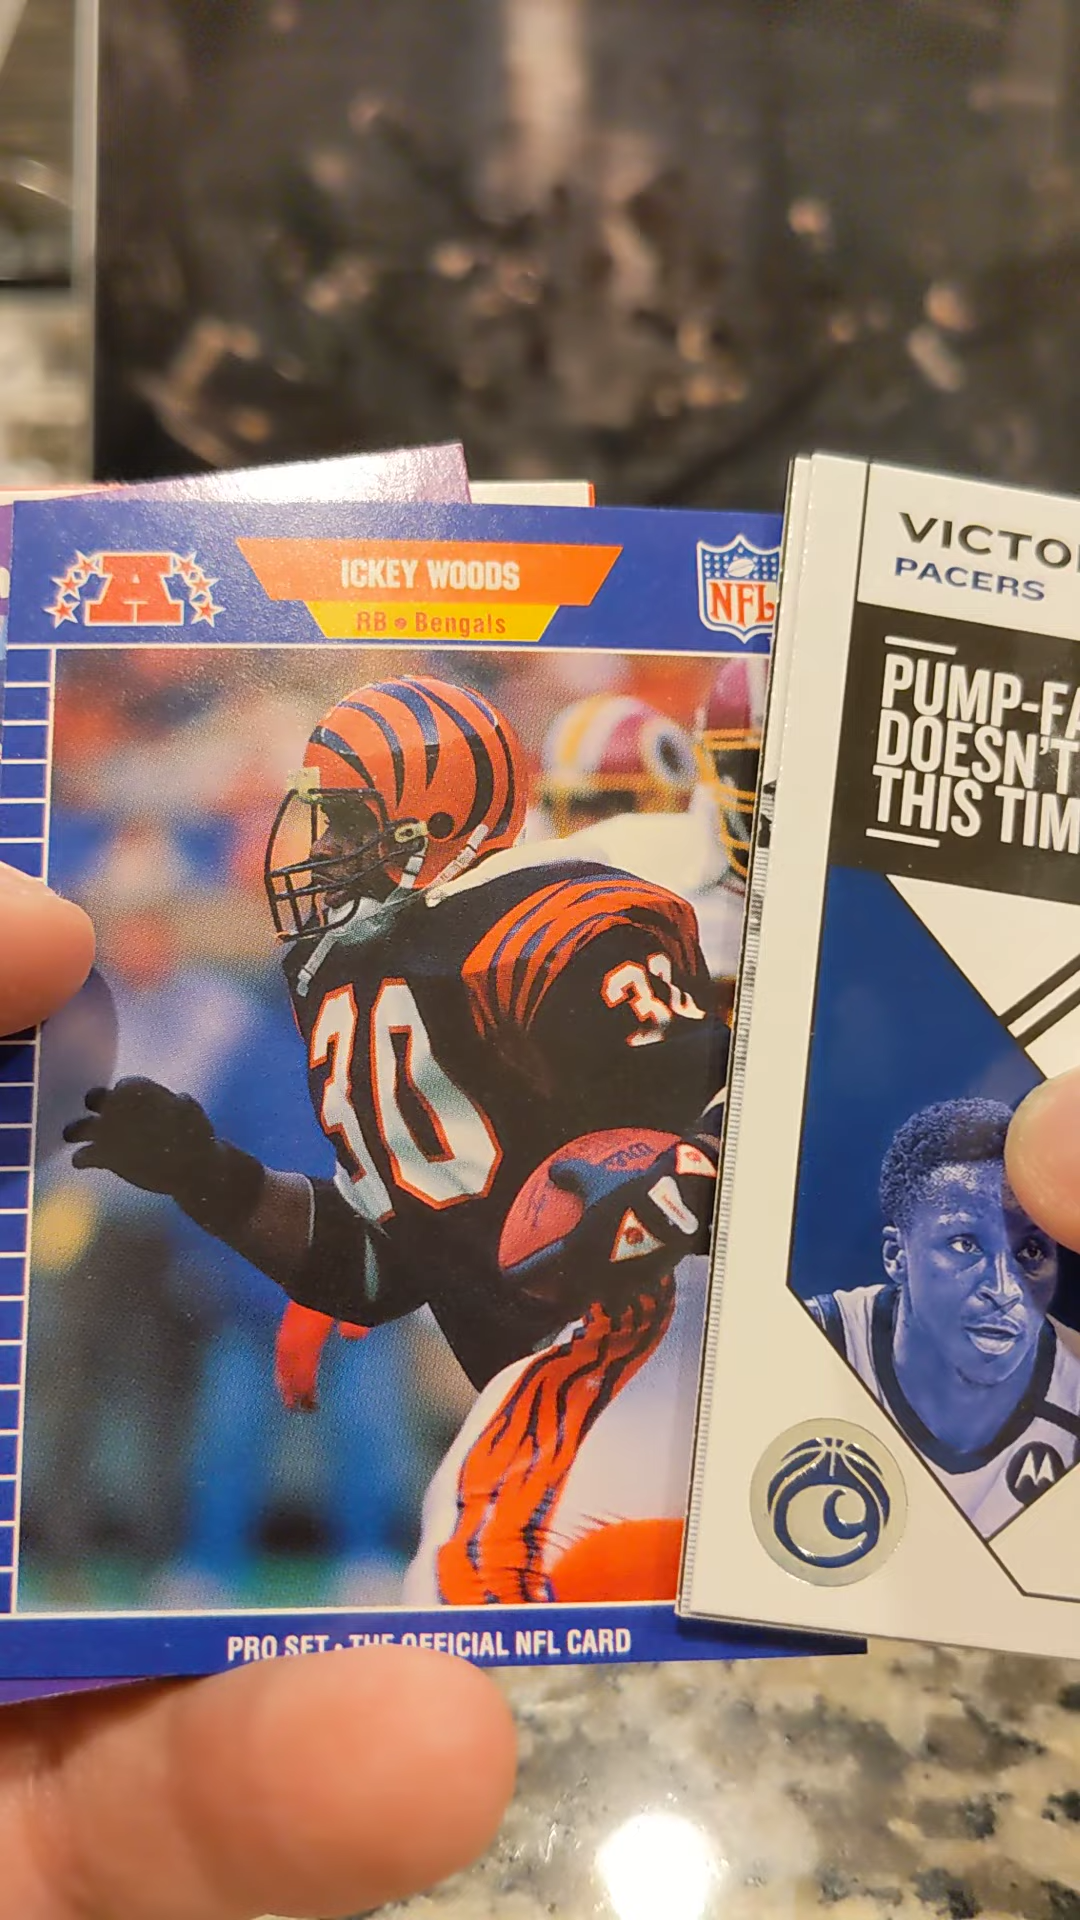 ICKEY WOODS
RB • Bengals
NFL
A
30
32
PRO SET • THE OFFICIAL NFL CARD
VICTO
PACERS
PUMP-FA
DOESN'T
THIS TIM